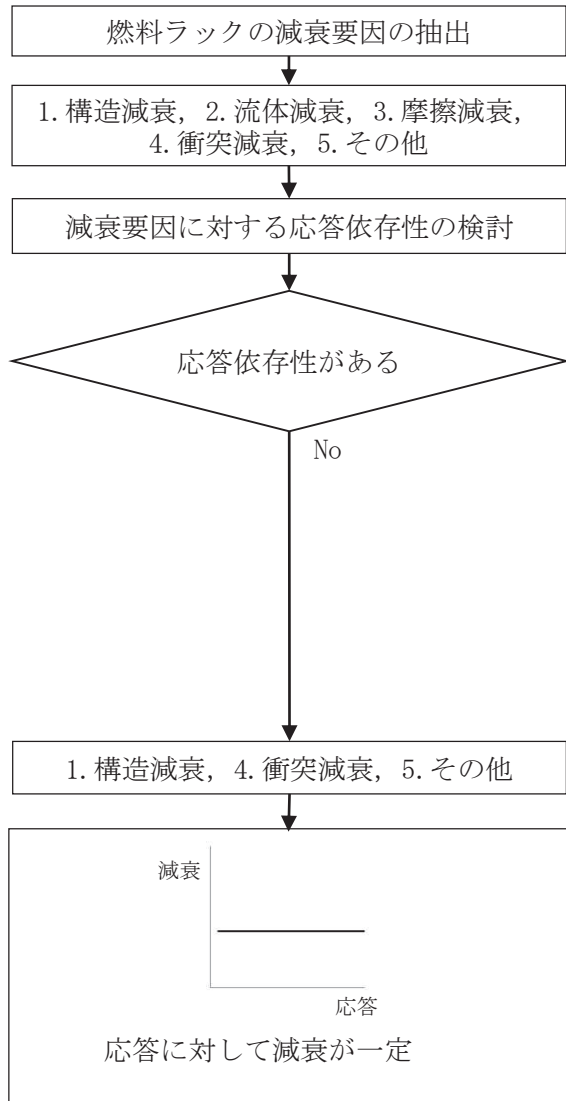 燃料ラックの減衰要因の抽出
1.構造減衰，2.流体減衰，3.摩擦減衰，
4.衝突減衰，5.その他
減衰要因に対する応答依存性の検討
応答依存性がある
No
1.構造減衰，4.衝突減衰，5.その他
減衰
応答
応答に対して減衰が一定